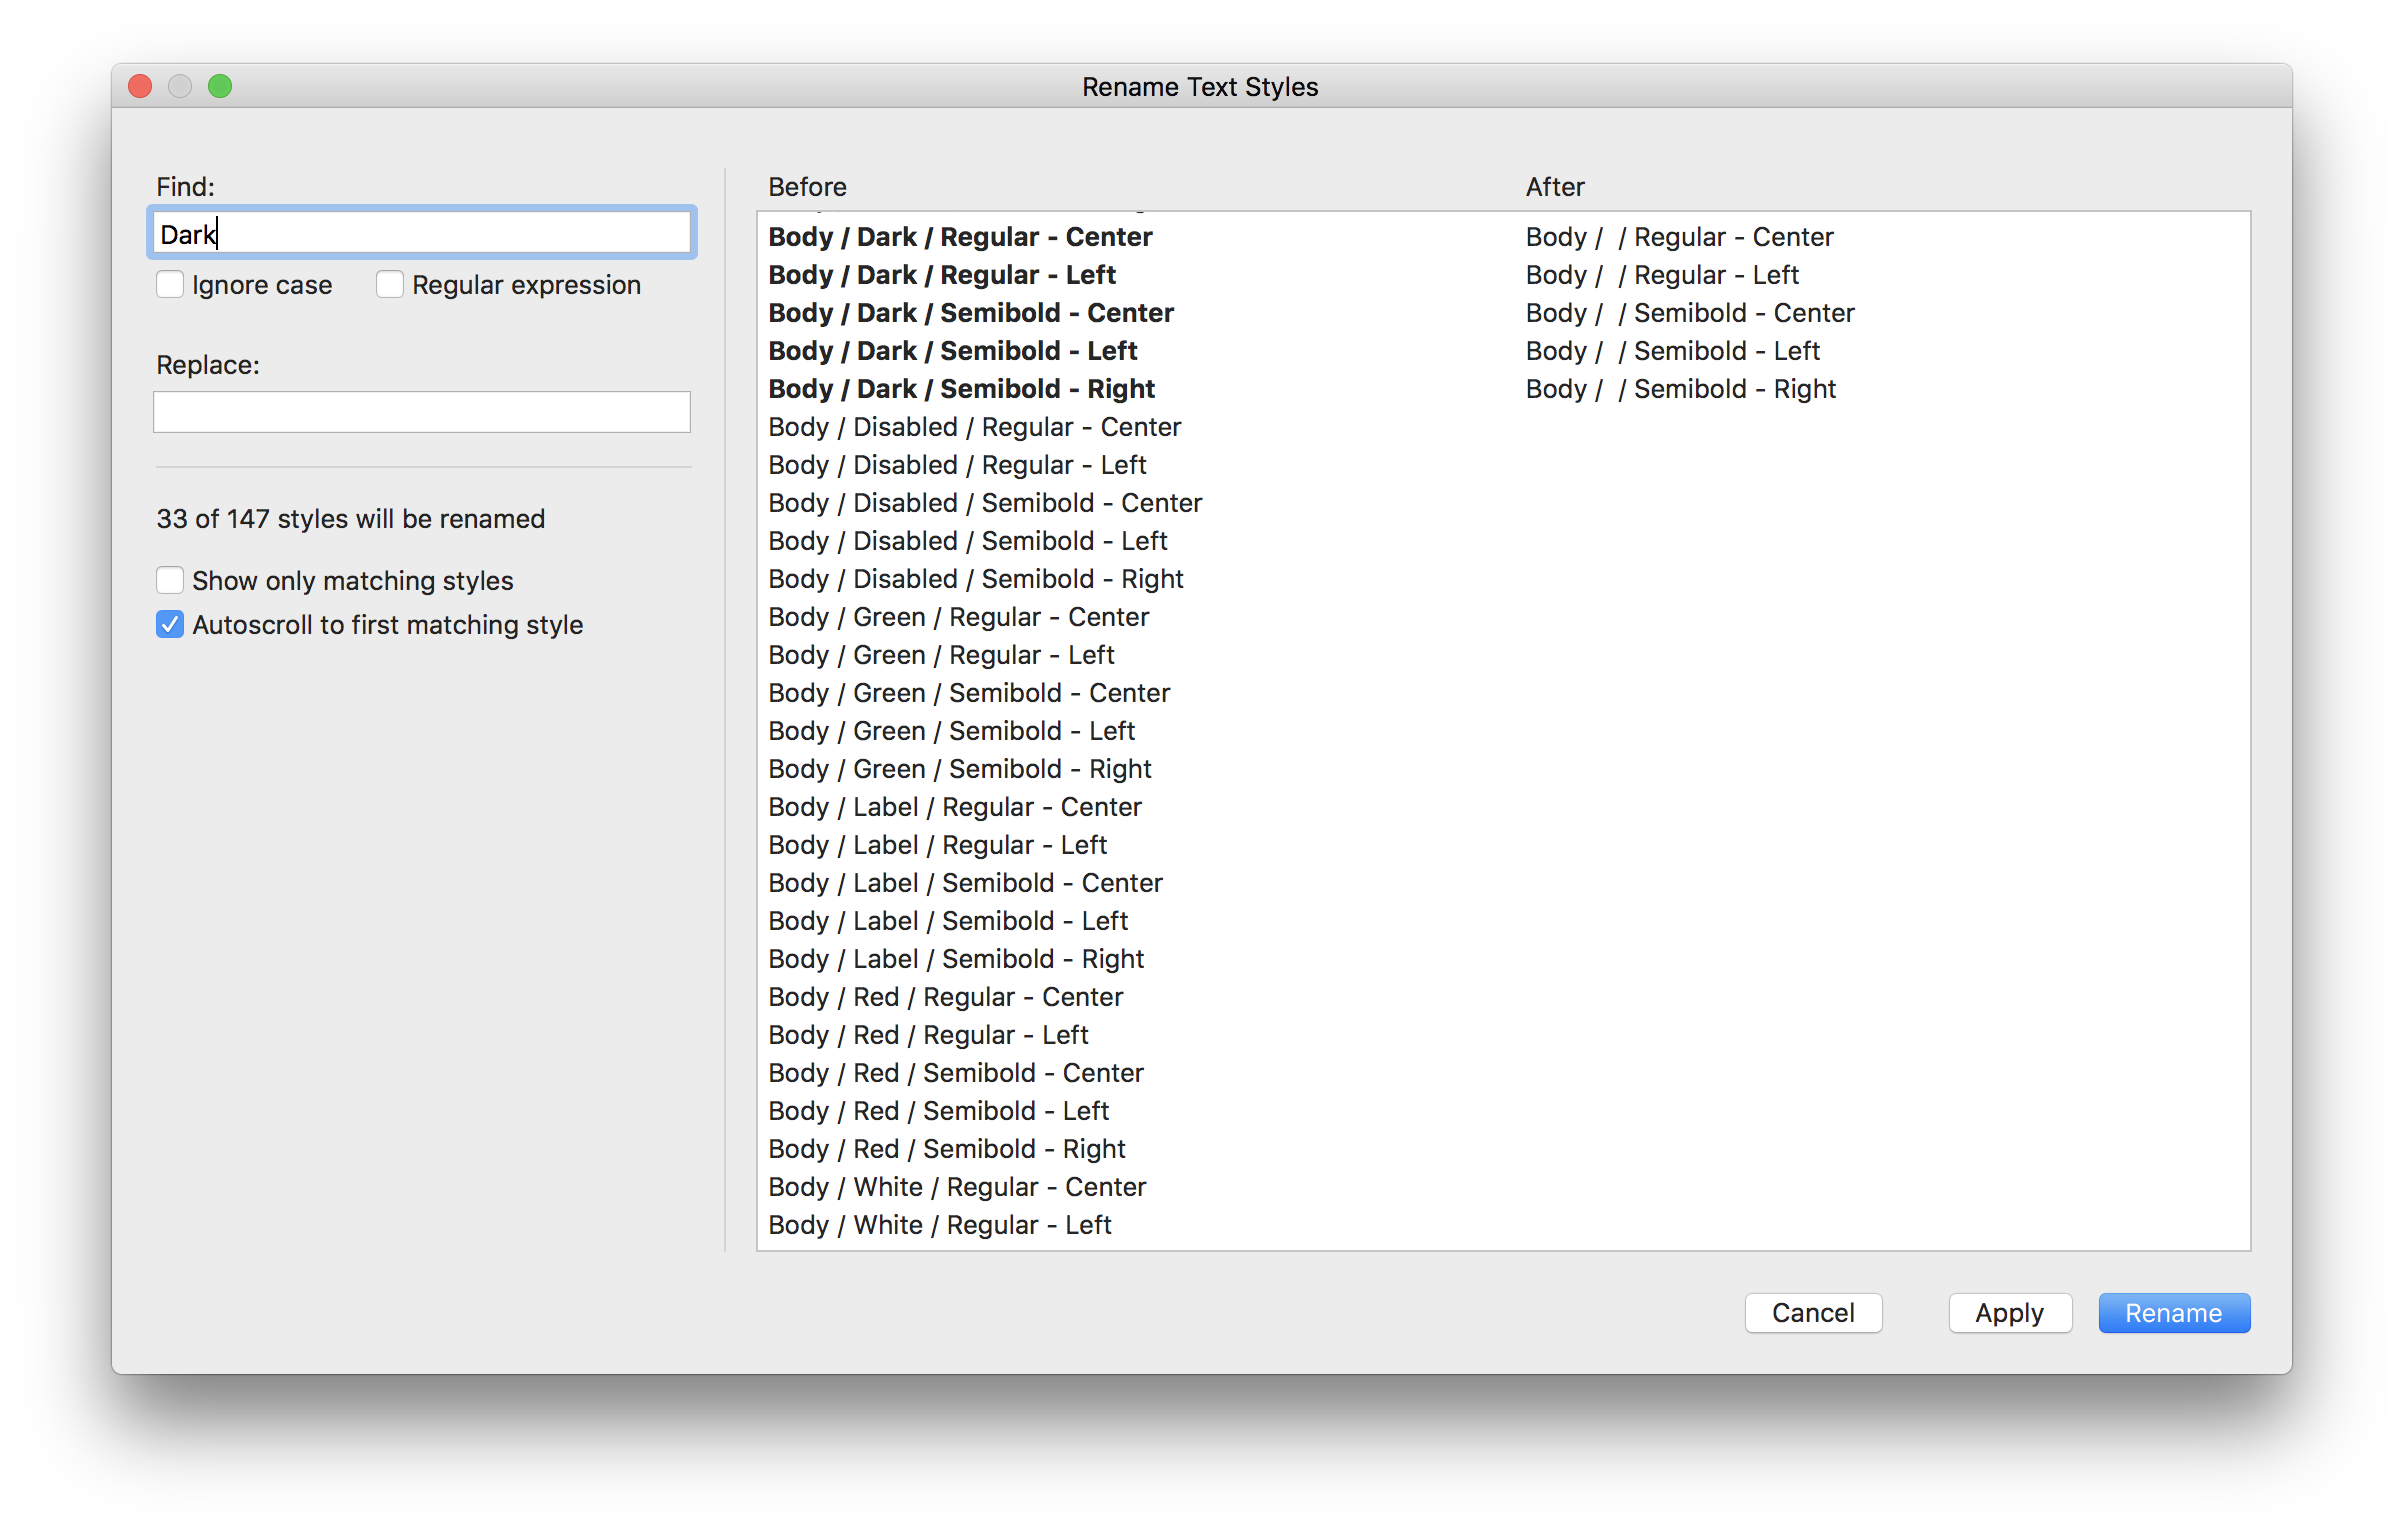 Rename Text Styles
Find:
Dark
Ignore case
Regular expression
Replace:
33 of 147 styles will be renamed
Show only matching styles
Autoscroll to first matching style
Before After
Body / Dark / Regular - Center Body /  / Regular - Center
Body / Dark / Regular - Left Body /  / Regular - Left
Body / Dark / Semibold - Center Body /  / Semibold - Center
Body / Dark / Semibold - Left Body /  / Semibold - Left
Body / Dark / Semibold - Right Body /  / Semibold - Right
Body / Disabled / Regular - Center
Body / Disabled / Regular - Left
Body / Disabled / Semibold - Center
Body / Disabled / Semibold - Left
Body / Disabled / Semibold - Right
Body / Green / Regular - Center
Body / Green / Regular - Left
Body / Green / Semibold - Center
Body / Green / Semibold - Left
Body / Green / Semibold - Right
Body / Label / Regular - Center
Body / Label / Regular - Left
Body / Label / Semibold - Center
Body / Label / Semibold - Left
Body / Label / Semibold - Right
Body / Red / Regular - Center
Body / Red / Regular - Left
Body / Red / Semibold - Center
Body / Red / Semibold - Left
Body / Red / Semibold - Right
Body / White / Regular - Center
Body / White / Regular - Left
Cancel Apply Rename